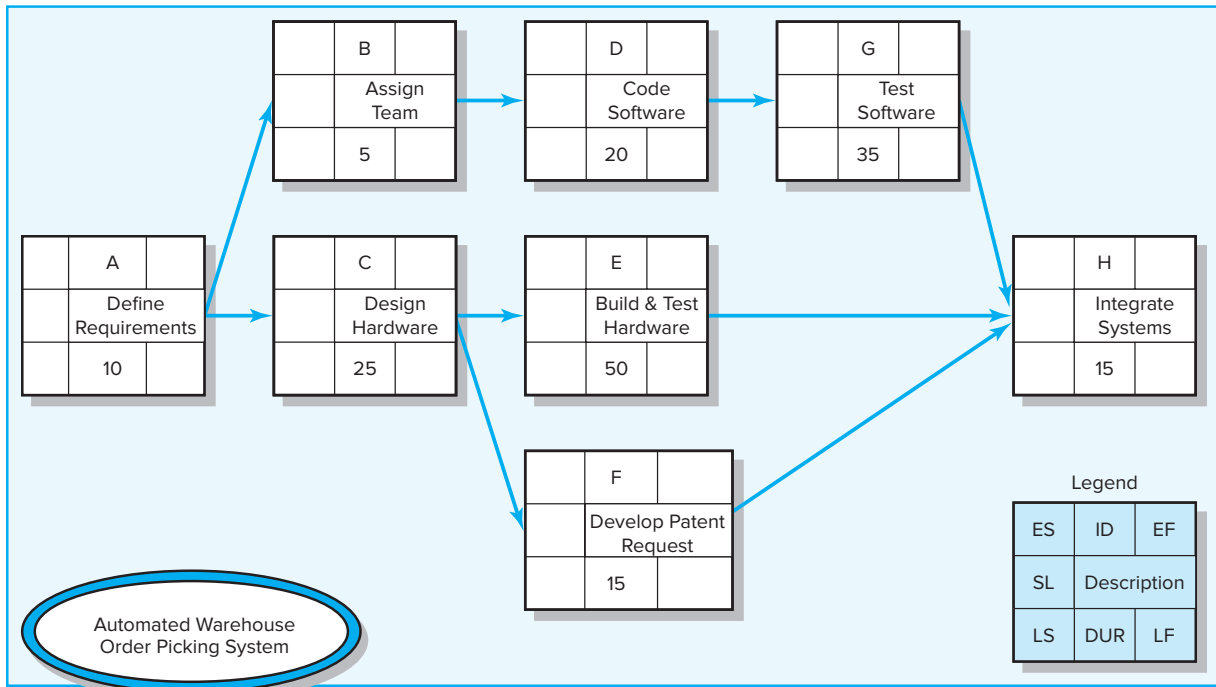 B
Assign
Team
5
D
Code
Software
20
G
Test
Software
35
A
Define
Requirements
10
C
Design
Hardware
25
E
Build & Test
Hardware
50
H
Integrate
Systems
15
F
Develop Patent
Request
15
Legend
ES ID EF
SL Description
LS DUR LF
Automated Warehouse
Order Picking System